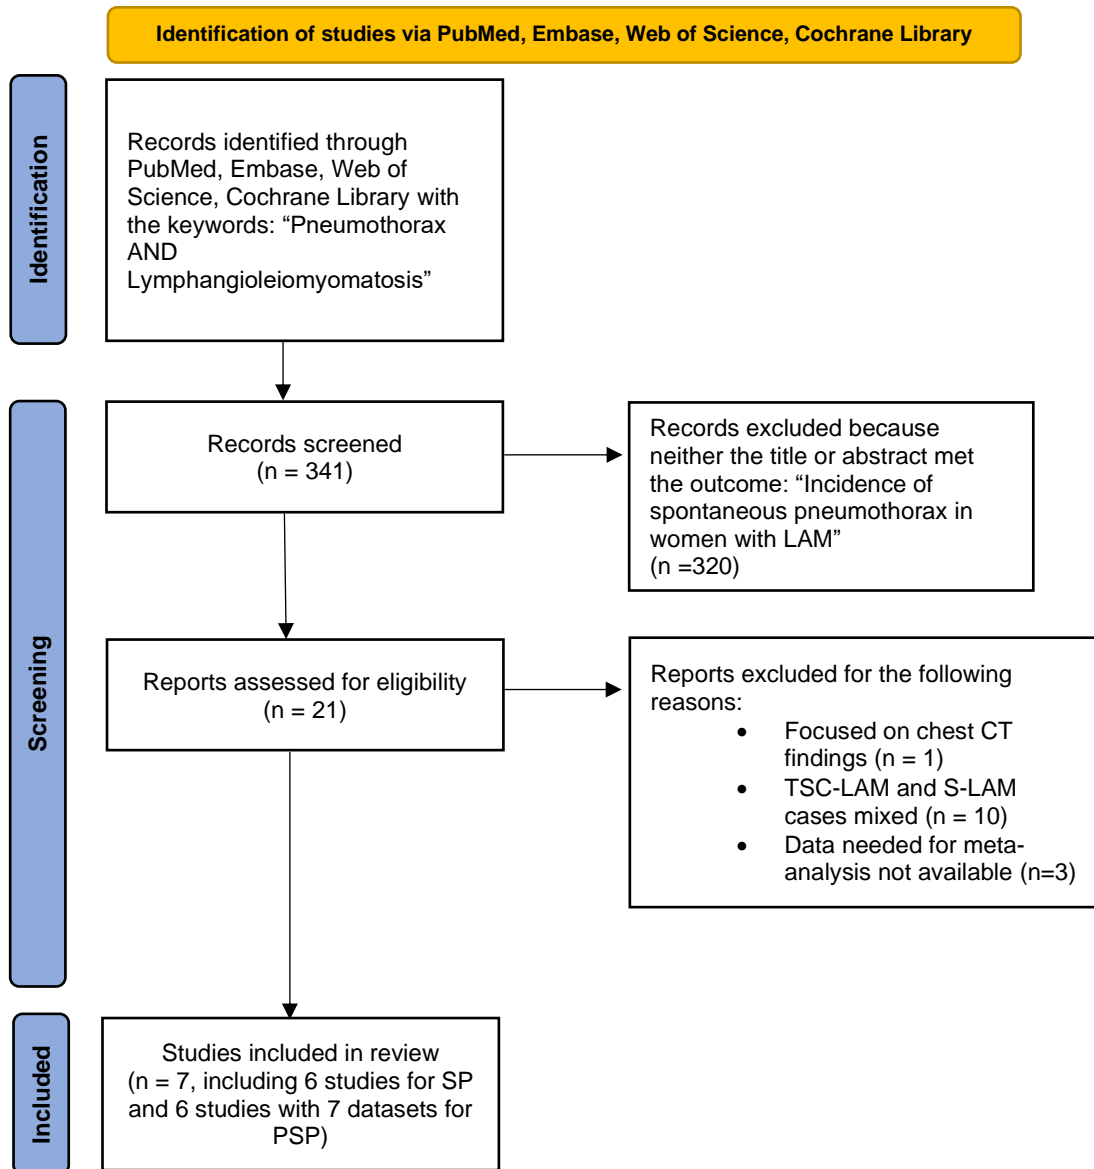 Identification of studies via PubMed, Embase, Web of Science, Cochrane Library
Identification
Records identified through
PubMed, Embase, Web of
Science, Cochrane Library with
the keywords: “Pneumothorax
AND
Lymphangioleiomyomatosis”
Screening
Records screened
(n = 341)
Records excluded because
neither the title or abstract met
the outcome: “Incidence of
spontaneous pneumothorax in
women with LAM”
(n =320)
Reports assessed for eligibility
(n = 21)
Reports excluded for the following
reasons:
• Focused on chest CT
findings (n = 1)
• TSC-LAM and S-LAM
cases mixed (n = 10)
• Data needed for meta-
analysis not available (n=3)
Included
Studies included in review
(n = 7, including 6 studies for SP
and 6 studies with 7 datasets for
PSP)